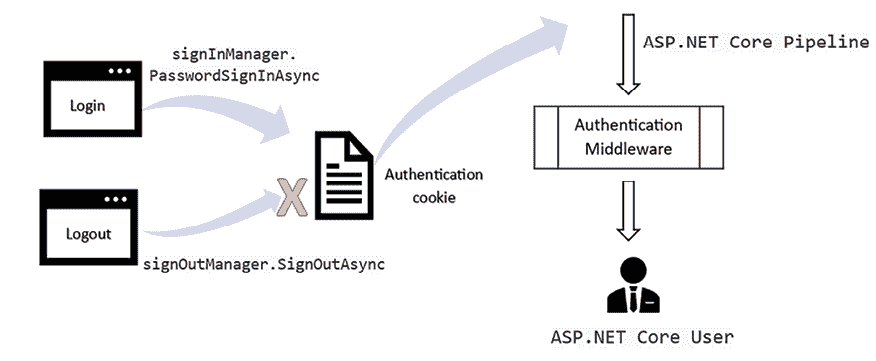 signInManager.
PasswordSignInAsync
Login
Authentication
cookie
Logout
signOutManager.SignOutAsync
ASP.NET Core Pipeline
Authentication
Middleware
ASP.NET Core User